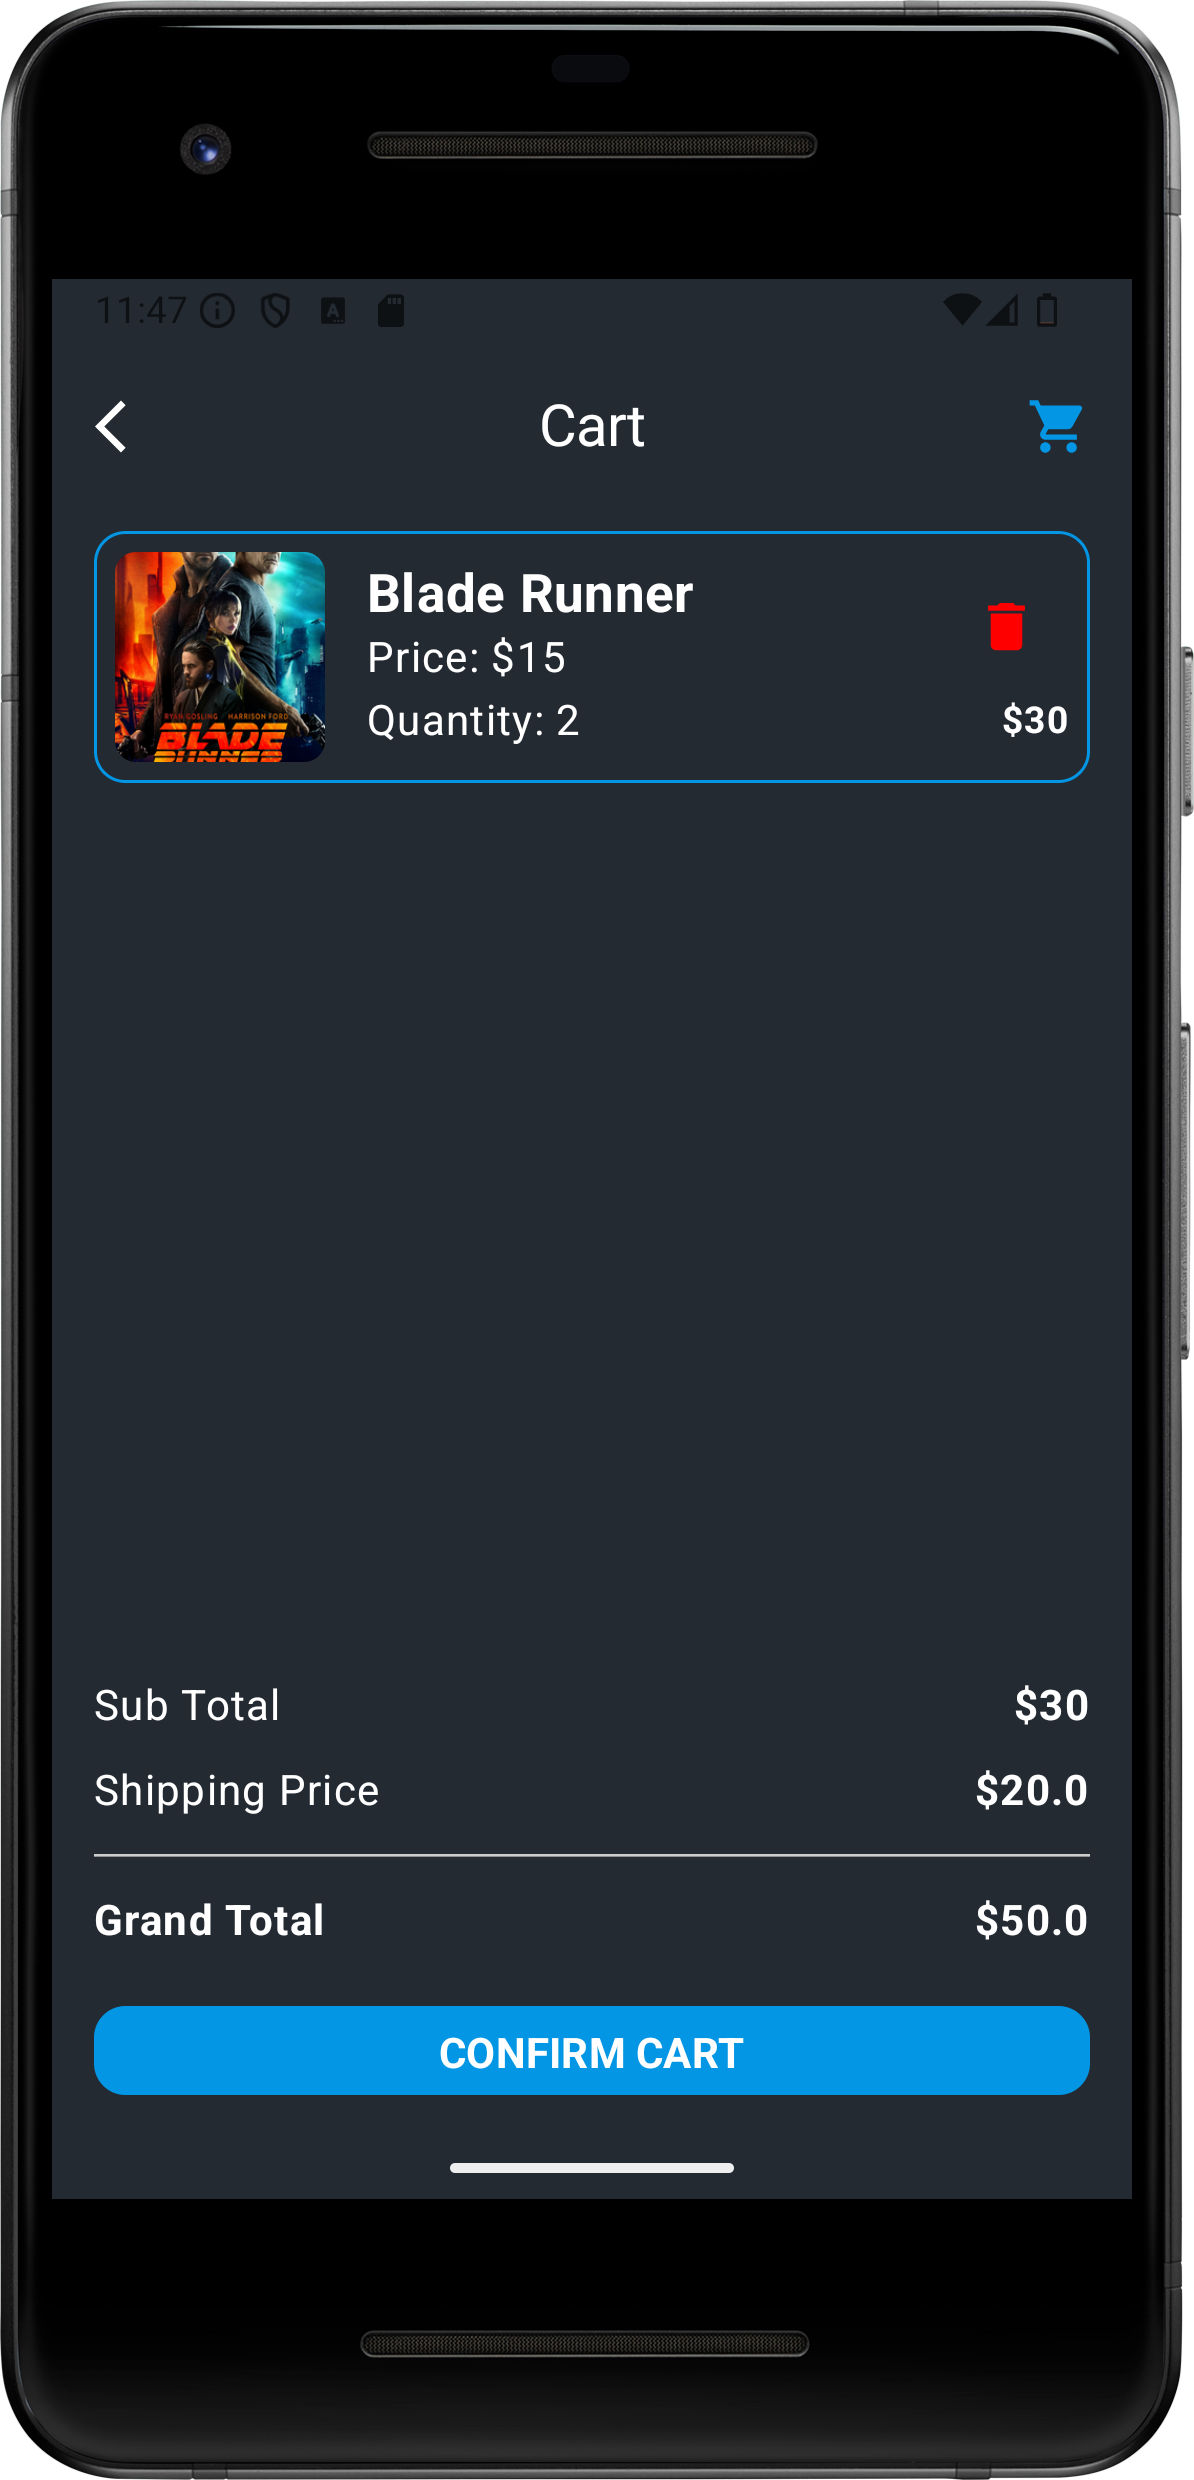 11:47
Cart
Blade Runner
Price: $15
Quantity: 2
$30
RYAN GOSLING / HARRISON FORD
BLADE
RUNNER
Sub Total
$30
Shipping Price
$20.0
Grand Total
$50.0
CONFIRM CART